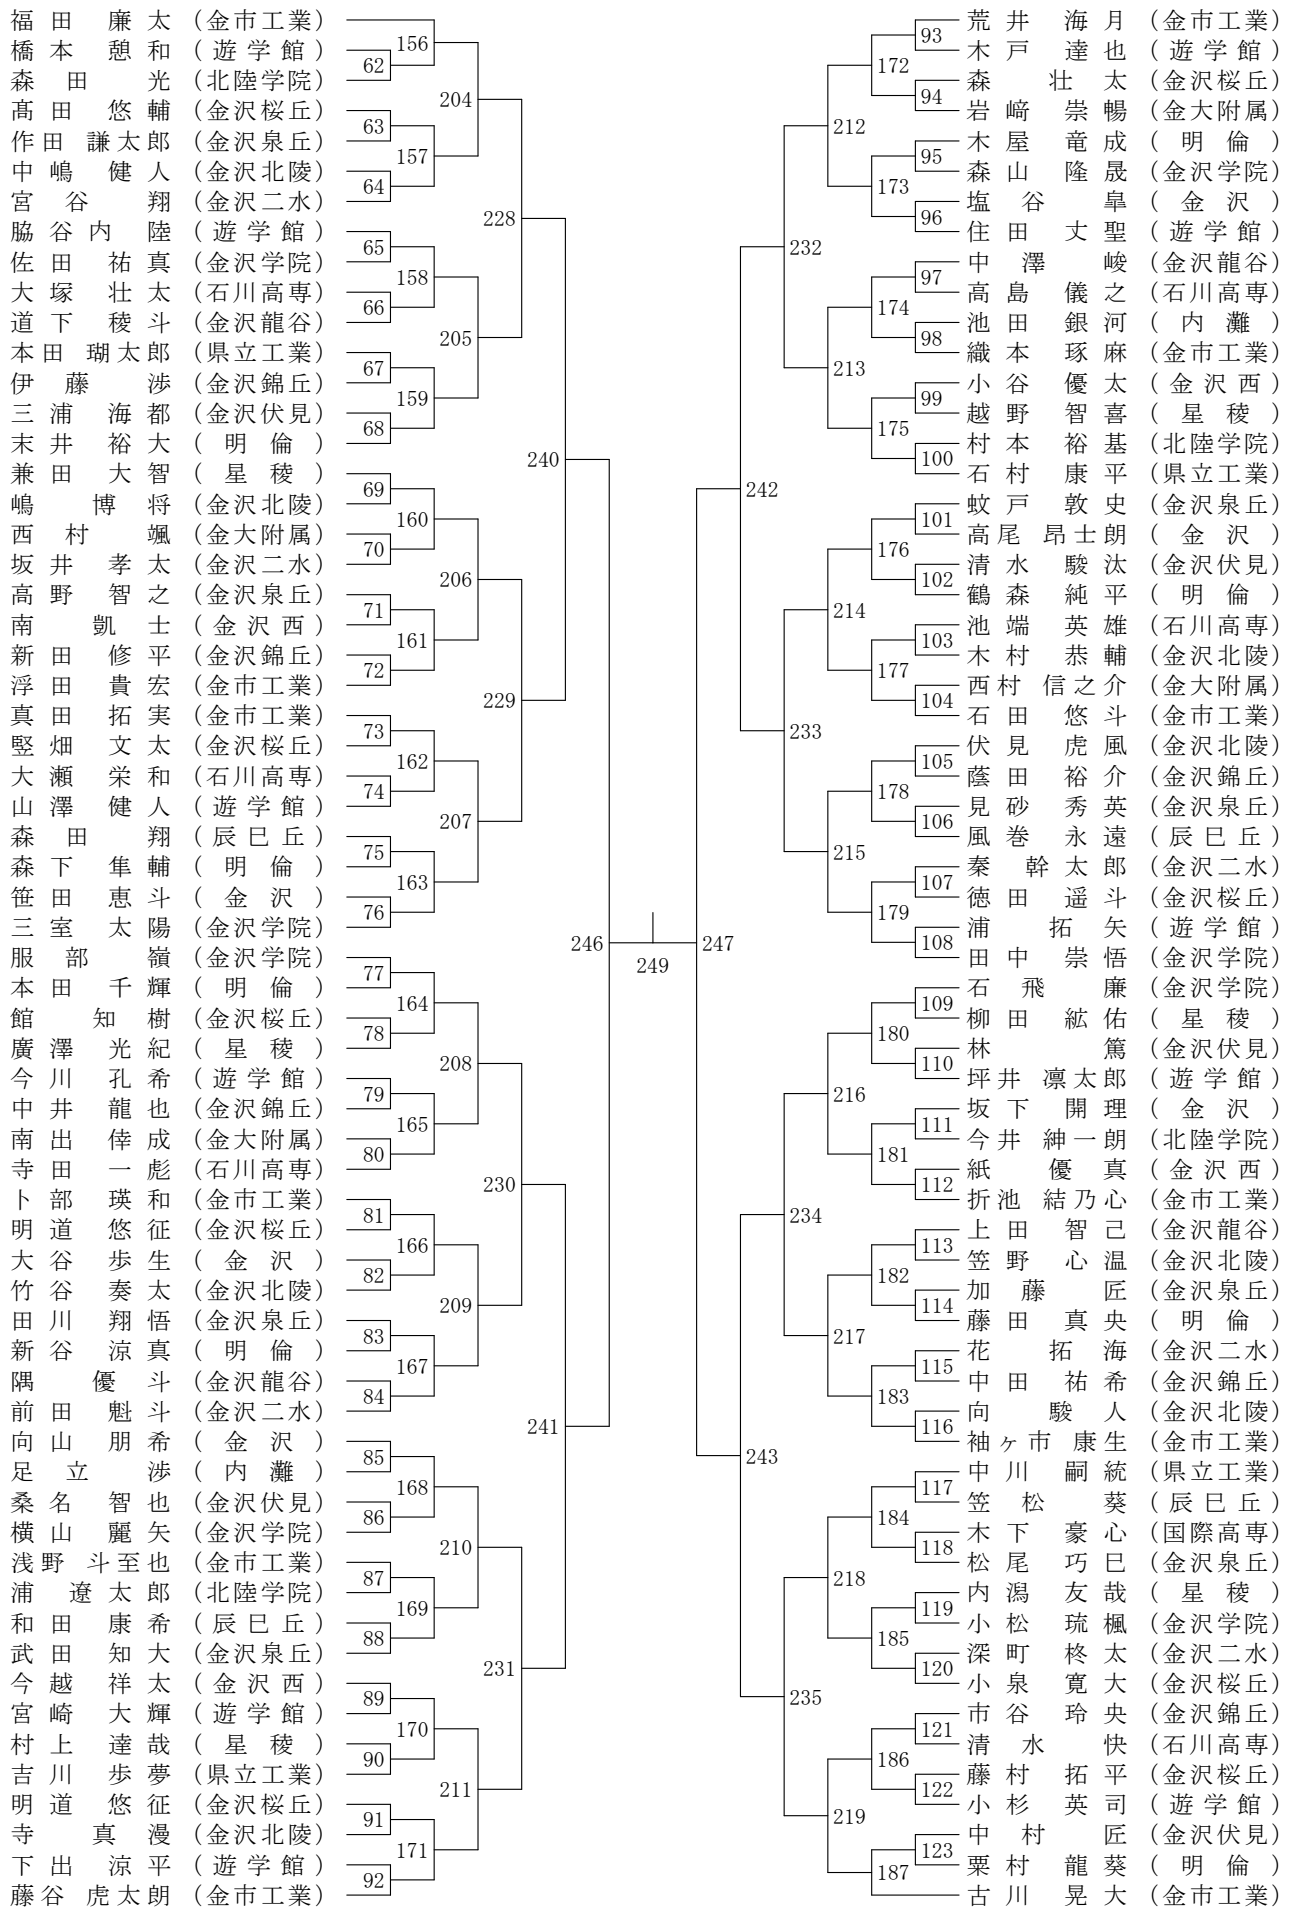 福田 廉太 (金市工業)
橋本 憩和 (遊学館)
森田 光 (北陸学院)
髙田 悠輔 (金沢桜丘)
作田 謙太郎 (金沢泉丘)
中嶋 健人 (金沢北陵)
宮谷 翔 (金沢二水)
脇谷内 陸 (遊学館)
佐田 祐真 (金沢学院)
大塚 壮太 (石川高専)
道下 稜斗 (金沢龍谷)
本田 瑚太郎 (県立工業)
伊藤 渉 (金沢錦丘)
三浦 海都 (金沢伏見)
末井 裕大 (明倫)
兼田 大智 (星稜)
嶋 博将 (金沢北陵)
西村 颯 (金大附属)
坂井 孝太 (金沢二水)
高野 智之 (金沢泉丘)
南 凱士 (金沢西)
新田 修平 (金沢錦丘)
浮田 貴宏 (金市工業)
真田 拓実 (金市工業)
堅畑 文太 (金沢桜丘)
大瀬 栄和 (石川高専)
山澤 健人 (遊学館)
森田 翔 (辰巳丘)
森下 隼輔 (明倫)
笹田 恵斗 (金沢)
三室 太陽 (金沢学院)
服部 嶺 (金沢学院)
本田 千輝 (明倫)
館 知樹 (金沢桜丘)
廣澤 光紀 (星稜)
今川 孔希 (遊学館)
中井 龍也 (金沢錦丘)
南出 倖成 (金大附属)
寺田 一彪 (石川高専)
卜部 瑛和 (金市工業)
明道 悠征 (金沢桜丘)
大谷 歩生 (金沢)
竹谷 奏太 (金沢北陵)
田川 翔悟 (金沢泉丘)
新谷 涼真 (明倫)
隅 優斗 (金沢龍谷)
前田 魁斗 (金沢二水)
向山 朋希 (金沢)
足立 渉 (内灘)
桑名 智也 (金沢伏見)
横山 麗矢 (金沢学院)
浅野 斗至也 (金市工業)
浦 遼太郎 (北陸学院)
和田 康希 (辰巳丘)
武田 知大 (金沢泉丘)
今越 祥太 (金沢西)
宮崎 大輝 (遊学館)
村上 達哉 (星稜)
吉川 歩夢 (県立工業)
明道 悠征 (金沢桜丘)
寺 真漫 (金沢北陵)
下出 涼平 (遊学館)
藤谷 虎太朗 (金市工業)
62
63
64
65
66
67
68
69
70
71
72
73
74
75
76
77
78
79
80
81
82
83
84
85
86
87
88
89
90
91
92
156
157
158
159
160
161
162
163
164
165
166
167
168
169
170
171
204
205
206
207
208
209
210
211
228
229
230
231
240
241
246
249
247
242
243
232
233
234
235
212
213
214
215
216
217
218
219
172
173
174
175
176
177
178
179
180
181
182
183
184
185
186
187
93
94
95
96
97
98
99
100
101
102
103
104
105
106
107
108
109
110
111
112
113
114
115
116
117
118
119
120
121
122
123
荒井 海月 (金市工業)
木戸 達也 (遊学館)
森 壮太 (金沢桜丘)
岩﨑 崇暢 (金大附属)
木屋 竜成 (明倫)
森山 隆晟 (金沢学院)
塩谷 皐 (金沢)
住田 丈聖 (遊学館)
中澤 峻 (金沢龍谷)
高島 儀之 (石川高専)
池田 銀河 (内灘)
織本 琢麻 (金市工業)
小谷 優太 (金沢西)
越野 智喜 (星稜)
村本 裕基 (北陸学院)
石村 康平 (県立工業)
蚊戸 敦史 (金沢泉丘)
高尾 昂士朗 (金沢)
清水 駿汰 (金沢伏見)
鶴森 純平 (明倫)
池端 英雄 (石川高専)
木村 恭輔 (金沢北陵)
西村 信之介 (金大附属)
石田 悠斗 (金市工業)
伏見 虎風 (金沢北陵)
蔭田 裕介 (金沢錦丘)
見砂 秀英 (金沢泉丘)
風巻 永遠 (辰巳丘)
秦 幹太郎 (金沢二水)
徳田 遥斗 (金沢桜丘)
浦 拓矢 (遊学館)
田中 崇悟 (金沢学院)
石飛 廉 (金沢学院)
柳田 紘佑 (星稜)
林 篤 (金沢伏見)
坪井 凛太郎 (遊学館)
坂下 開理 (金沢)
今井 紳一朗 (北陸学院)
紙 優真 (金沢西)
折池 結乃心 (金市工業)
上田 智己 (金沢龍谷)
笠野 心温 (金沢北陵)
加藤 匠 (金沢泉丘)
藤田 真央 (明倫)
花 拓海 (金沢二水)
中田 祐希 (金沢錦丘)
向 駿人 (金沢北陵)
袖ヶ市 康生 (金市工業)
中川 嗣統 (県立工業)
笠松 葵 (辰巳丘)
木下 豪心 (国際高専)
松尾 巧巳 (金沢泉丘)
内潟 友哉 (星稜)
小松 琉楓 (金沢学院)
深町 柊太 (金沢二水)
小泉 寛大 (金沢桜丘)
市谷 玲央 (金沢錦丘)
清水 快 (石川高専)
藤村 拓平 (金沢桜丘)
小杉 英司 (遊学館)
中村 匠 (金沢伏見)
粟村 龍葵 (明倫)
古川 晃大 (金市工業)